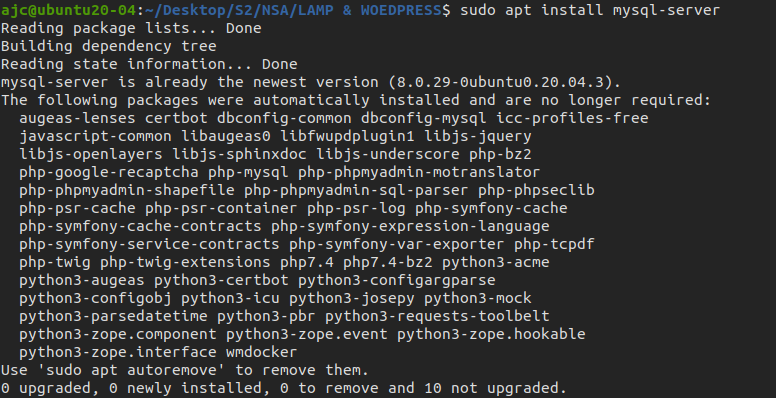 ajc@ubuntu20-04:~/Desktop/S2/NSA/LAMP & WOEDPRESS$ sudo apt install mysql-server
Reading package lists... Done
Building dependency tree
Reading state information... Done
mysql-server is already the newest version (8.0.29-0ubuntu0.20.04.3).
The following packages were automatically installed and are no longer required:
  augeas-lenses certbot dbconfig-common dbconfig-mysql icc-profiles-free
  javascript-common libaugeas0 libfwupdplugin1 libjs-jquery
  libjs-openlayers libjs-sphinxdoc libjs-underscore php-bz2
  php-google-recaptcha php-mysql php-phpmyadmin-motranslator
  php-phpmyadmin-shapefile php-phpmyadmin-sql-parser php-phpseclib
  php-psr-cache php-psr-container php-psr-log php-symfony-cache
  php-symfony-cache-contracts php-symfony-expression-language
  php-symfony-service-contracts php-symfony-var-exporter php-tcpdf
  php-twig php-twig-extensions php7.4 php7.4-bz2 python3-acme
  python3-augeas python3-certbot python3-configargparse
  python3-configobj python3-icu python3-josepy python3-mock
  python3-parsedatetime python3-pbr python3-requests-toolbelt
  python3-zope.component python3-zope.event python3-zope.hookable
  python3-zope.interface wmdocker
Use 'sudo apt autoremove' to remove them.
0 upgraded, 0 newly installed, 0 to remove and 10 not upgraded.